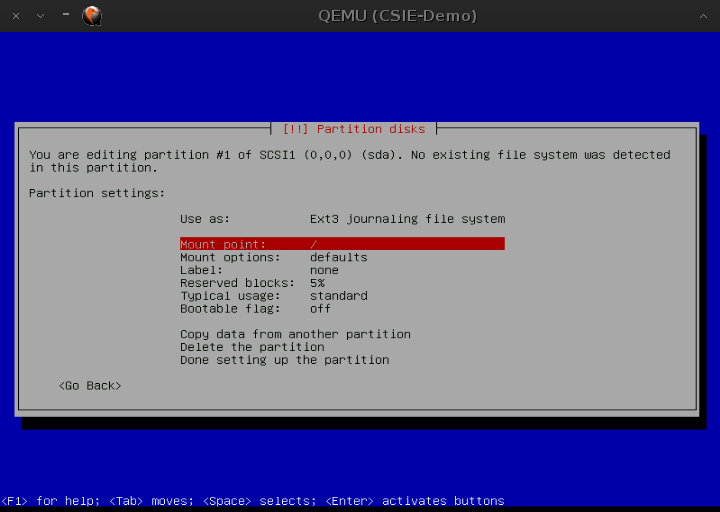 QEMU (CSIE-Demo)
[!!] Partition disks
You are editing partition #1 of SCSI1 (0,0,0) (sda). No existing file system was detected
in this partition.
Partition settings:
Use as: Ext3 journaling file system
Mount point: /
Mount options: defaults
Label: none
Reserved blocks: 5%
Typical usage: standard
Bootable flag: off
Copy data from another partition
Delete the partition
Done setting up the partition
<Go Back>
<F1> for help; <Tab> moves; <Space> selects; <Enter> activates buttons